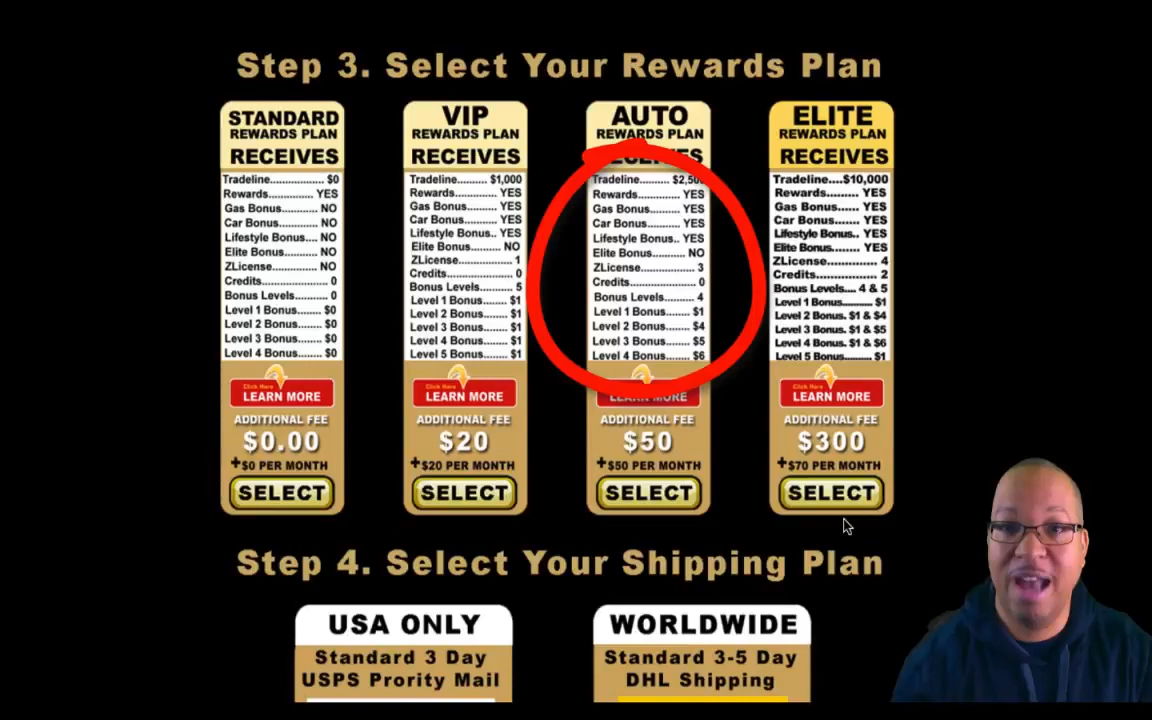 Step 3. Select Your Rewards Plan
STANDARD
REWARDS PLAN
RECEIVES
Tradeline................ $0
Rewards............ YES
Gas Bonus.......... NO
Car Bonus.......... NO
Lifestyle Bonus.... NO
Elite Bonus.......... NO
ZLicense............. NO
Credits.................. 0
Bonus Levels........ 0
Level 1 Bonus...... $0
Level 2 Bonus...... $0
Level 3 Bonus...... $0
Level 4 Bonus...... $0
Click Here
LEARN MORE
ADDITIONAL FEE
$0.00
+$0 PER MONTH
SELECT
VIP
REWARDS PLAN
RECEIVES
Tradeline.......... $1,000
Rewards............ YES
Gas Bonus......... YES
Car Bonus......... YES
Lifestyle Bonus.. YES
Elite Bonus.......... NO
ZLicense................ 1
Credits.................. 0
Bonus Levels........ 5
Level 1 Bonus...... $1
Level 2 Bonus...... $1
Level 3 Bonus...... $1
Level 4 Bonus...... $1
Level 5 Bonus...... $1
Click Here
LEARN MORE
ADDITIONAL FEE
$20
+$20 PER MONTH
SELECT
AUTO
REWARDS PLAN
RECEIVES
Tradeline.......... $2,500
Rewards............ YES
Gas Bonus......... YES
Car Bonus......... YES
Lifestyle Bonus.. YES
Elite Bonus.......... NO
ZLicense................ 3
Credits.................. 0
Bonus Levels........ 4
Level 1 Bonus...... $1
Level 2 Bonus...... $4
Level 3 Bonus...... $5
Level 4 Bonus...... $6
LEARN MORE
ADDITIONAL FEE
$50
+$50 PER MONTH
SELECT
ELITE
REWARDS PLAN
RECEIVES
Tradeline....$10,000
Rewards............ YES
Gas Bonus......... YES
Car Bonus......... YES
Lifestyle Bonus.. YES
Elite Bonus........ YES
ZLicense................ 4
Credits.................. 2
Bonus Levels.... 4 & 5
Level 1 Bonus.......... $1
Level 2 Bonus. $1 & $4
Level 3 Bonus. $1 & $5
Level 4 Bonus. $1 & $6
Level 5 Bonus.......... $1
Click Here
LEARN MORE
ADDITIONAL FEE
$300
+$70 PER MONTH
SELECT
Step 4. Select Your Shipping Plan
USA ONLY
Standard 3 Day
USPS Prority Mail
WORLDWIDE
Standard 3-5 Day
DHL Shipping